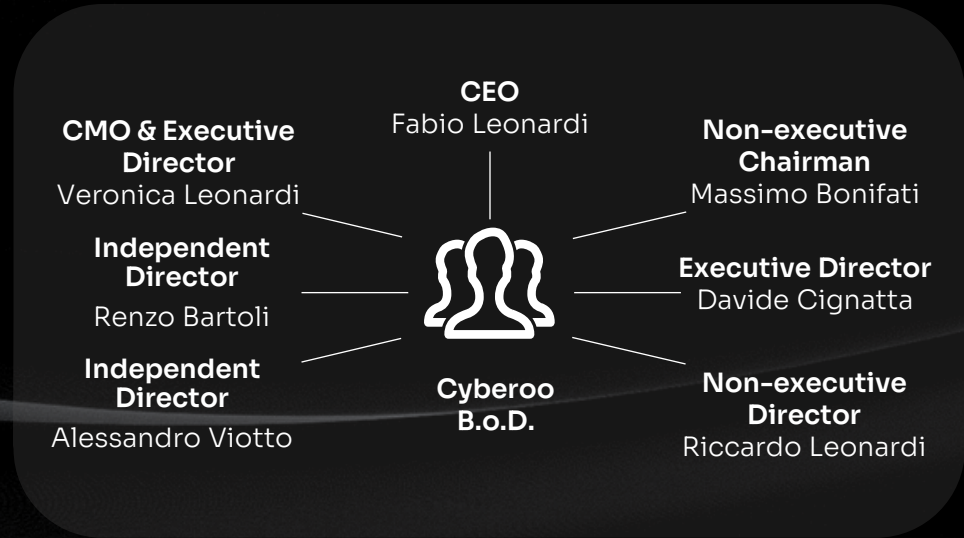 CEO
Fabio Leonardi
CMO & Executive
Director
Veronica Leonardi
Independent
Director
Renzo Bartoli
Independent
Director
Alessandro Viotto
Cyberoo
B.o.D.
Non-executive
Chairman
Massimo Bonifati
Executive Director
Davide Cignatta
Non-executive
Director
Riccardo Leonardi